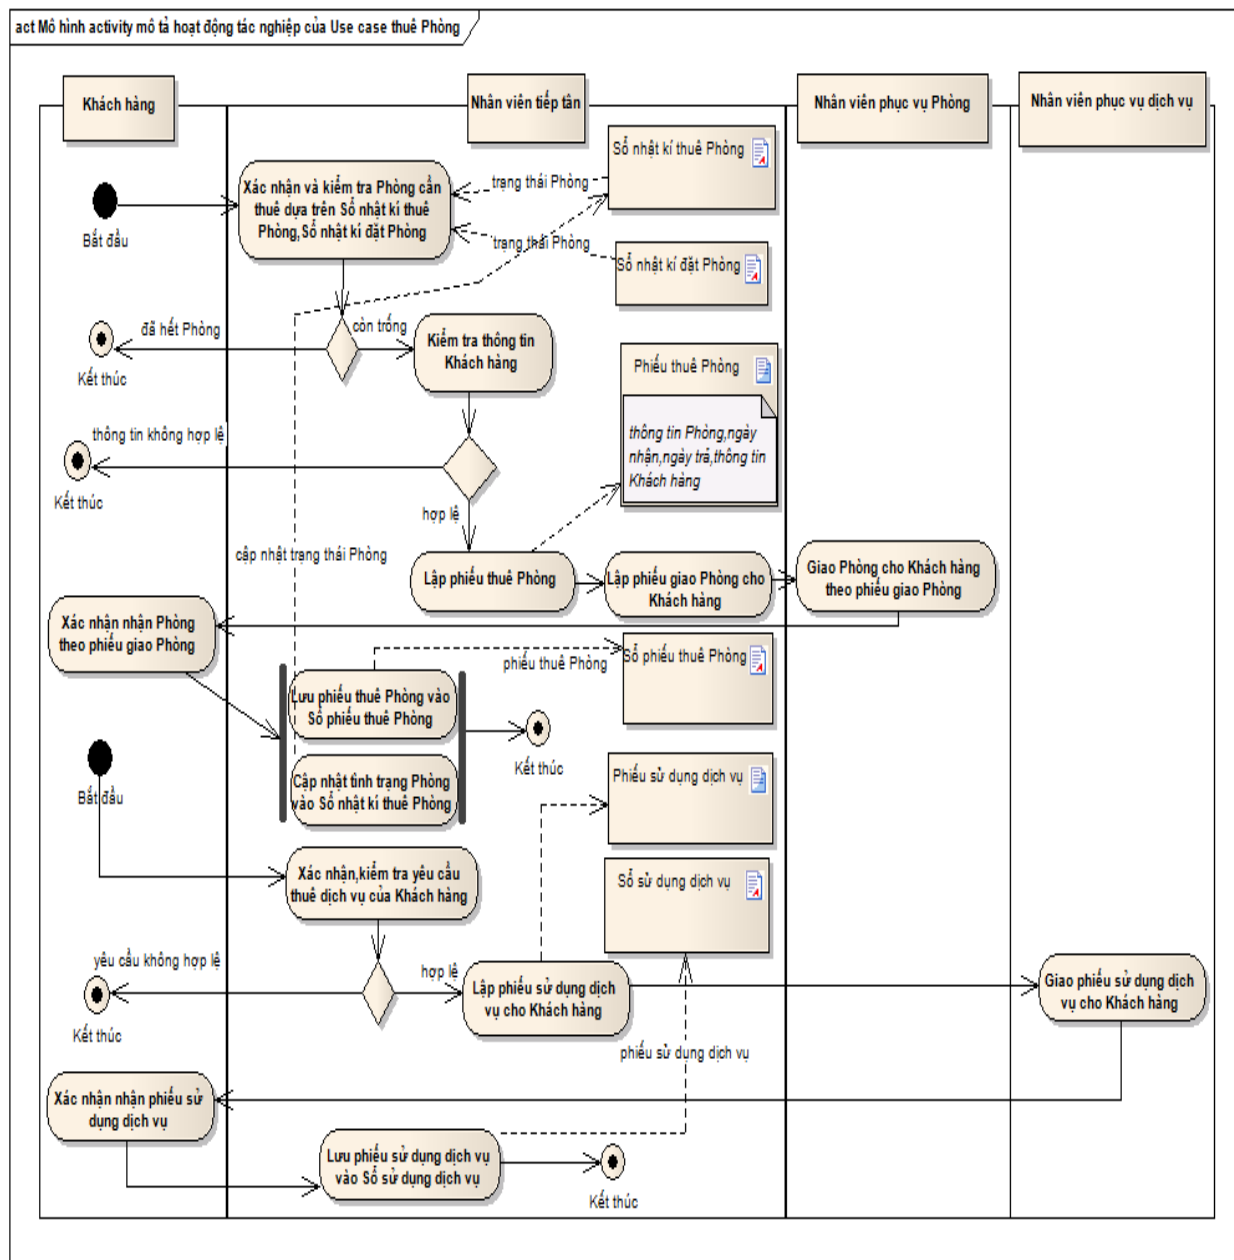 act Mô hình activity mô tả hoạt động tác nghiệp của Use case thuê Phòng
Khách hàng
Nhân viên tiếp tân
Nhân viên phục vụ Phòng
Nhân viên phục vụ dịch vụ
Sổ nhật kí thuê Phòng
Xác nhận và kiểm tra Phòng cần
thuê dựa trên Sổ nhật kí thuê
Phòng,Sổ nhật kí đặt Phòng
trạng thái Phòng
Bắt đầu
trạng thái Phòng
Sổ nhật kí đặt Phòng
đã hết Phòng
còn trống
Kiểm tra thông tin
Khách hàng
Kết thúc
Phiếu thuê Phòng
thông tin Phòng,ngày
nhận,ngày trả,thông tin
Khách hàng
thông tin không hợp lệ
Kết thúc
hợp lệ
cập nhật trạng thái Phòng
Lập phiếu thuê Phòng
Lập phiếu giao Phòng cho
Khách hàng
Giao Phòng cho Khách hàng
theo phiếu giao Phòng
Xác nhận nhận Phòng
theo phiếu giao Phòng
phiếu thuê Phòng
Sổ phiếu thuê Phòng
Lưu phiếu thuê Phòng vào
Sổ phiếu thuê Phòng
Kết thúc
Cập nhật tình trạng Phòng
vào Sổ nhật kí thuê Phòng
Bắt đầu
Phiếu sử dụng dịch vụ
Xác nhận,kiểm tra yêu cầu
thuê dịch vụ của Khách hàng
Sổ sử dụng dịch vụ
yêu cầu không hợp lệ
hợp lệ
Lập phiếu sử dụng dịch
vụ cho Khách hàng
Giao phiếu sử dụng dịch
vụ cho Khách hàng
Kết thúc
phiếu sử dụng dịch vụ
Xác nhận nhận phiếu sử
dụng dịch vụ
Lưu phiếu sử dụng dịch vụ
vào Sổ sử dụng dịch vụ
Kết thúc